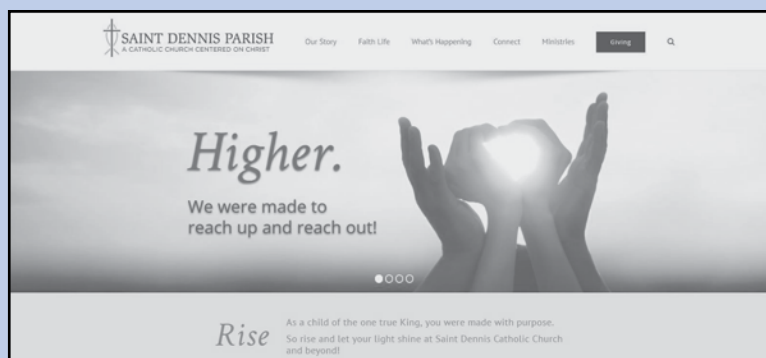 SAINT DENNIS PARISH
A CATHOLIC CHURCH CENTERED ON CHRIST
Our Story Faith Life What's Happening Connect Ministries Giving
Higher.
We were made to
reach up and reach out!
Rise
As a child of the one true King, you were made with purpose.
So rise and let your light shine at Saint Dennis Catholic Church
and beyond!